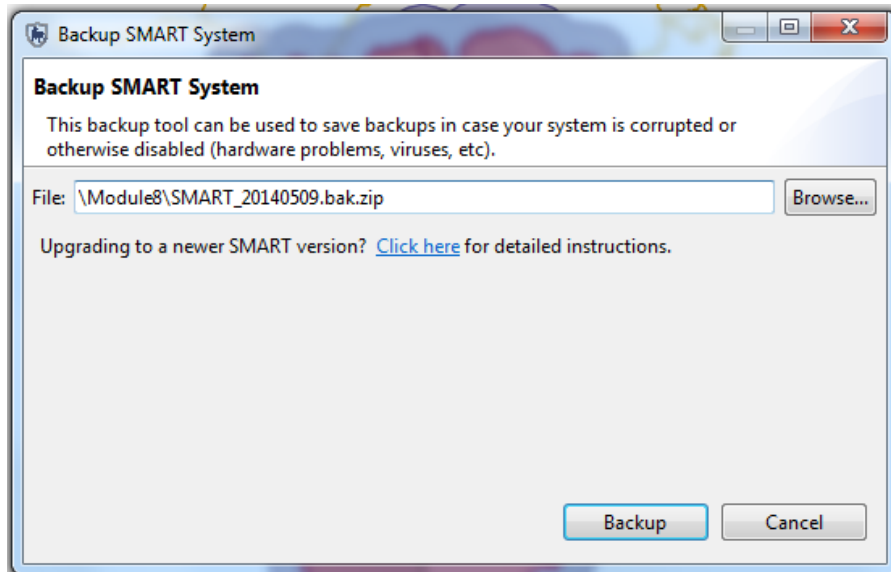 Backup SMART System
Backup SMART System
This backup tool can be used to save backups in case your system is corrupted or
otherwise disabled (hardware problems, viruses, etc).
File: \Module8\SMART_20140509.bak.zip Browse...
Upgrading to a newer SMART version? Click here for detailed instructions.
Backup Cancel